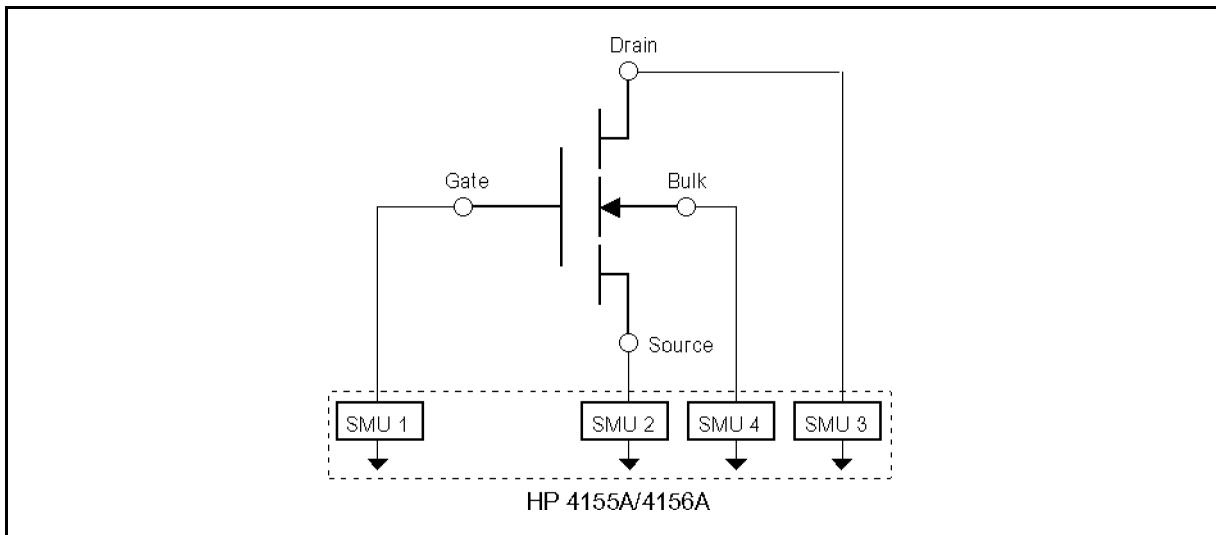 Drain
Gate
Bulk
Source
SMU 1
SMU 2
SMU 4
SMU 3
HP 4155A/4156A